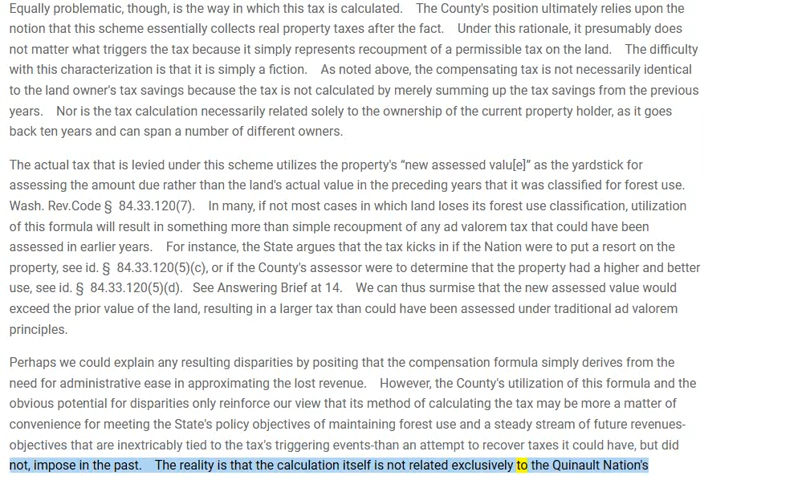 Equally problematic, though, is the way in which this tax is calculated. The County's position ultimately relies upon the
notion that this scheme essentially collects real property taxes after the fact. Under this rationale, it presumably does
not matter what triggers the tax because it simply represents recoupment of a permissible tax on the land. The difficulty
with this characterization is that it is simply a fiction. As noted above, the compensating tax is not necessarily identical
to the land owner's tax savings because the tax is not calculated by merely summing up the tax savings from the previous
years. Nor is the tax calculation necessarily related solely to the ownership of the current property holder, as it goes
back ten years and can span a number of different owners.
The actual tax that is levied under this scheme utilizes the property's "new assessed valu[e]" as the yardstick for
assessing the amount due rather than the land's actual value in the preceding years that it was classified for forest use.
Wash. Rev.Code § 84.33.120(7). In many, if not most cases in which land loses its forest use classification, utilization
of this formula will result in something more than simple recoupment of any ad valorem tax that could have been
assessed in earlier years. For instance, the State argues that the tax kicks in if the Nation were to put a resort on the
property, see id. § 84.33.120(5)(c), or if the County's assessor were to determine that the property had a higher and better
use, see id. § 84.33.120(5)(d). See Answering Brief at 14. We can thus surmise that the new assessed value would
exceed the prior value of the land, resulting in a larger tax than could have been assessed under traditional ad valorem
principles.
Perhaps we could explain any resulting disparities by positing that the compensation formula simply derives from the
need for administrative ease in approximating the lost revenue. However, the County's utilization of this formula and the
obvious potential for disparities only reinforce our view that its method of calculating the tax may be more a matter of
convenience for meeting the State's policy objectives of maintaining forest use and a steady stream of future revenues-
objectives that are inextricably tied to the tax's triggering events-than an attempt to recover taxes it could have, but did
not, impose in the past. The reality is that the calculation itself is not related exclusively to the Quinault Nation's